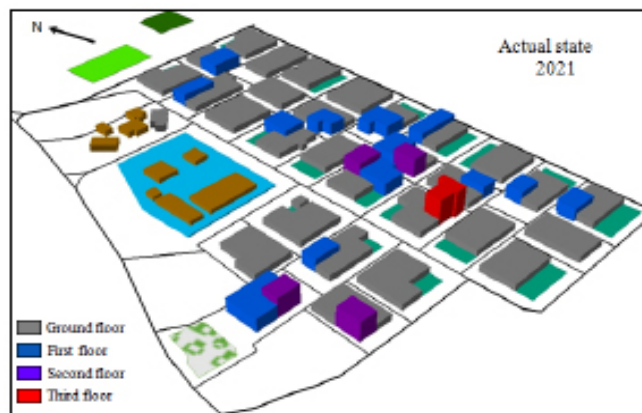 N
Actual state
2021
Ground floor
First floor
Second floor
Third floor